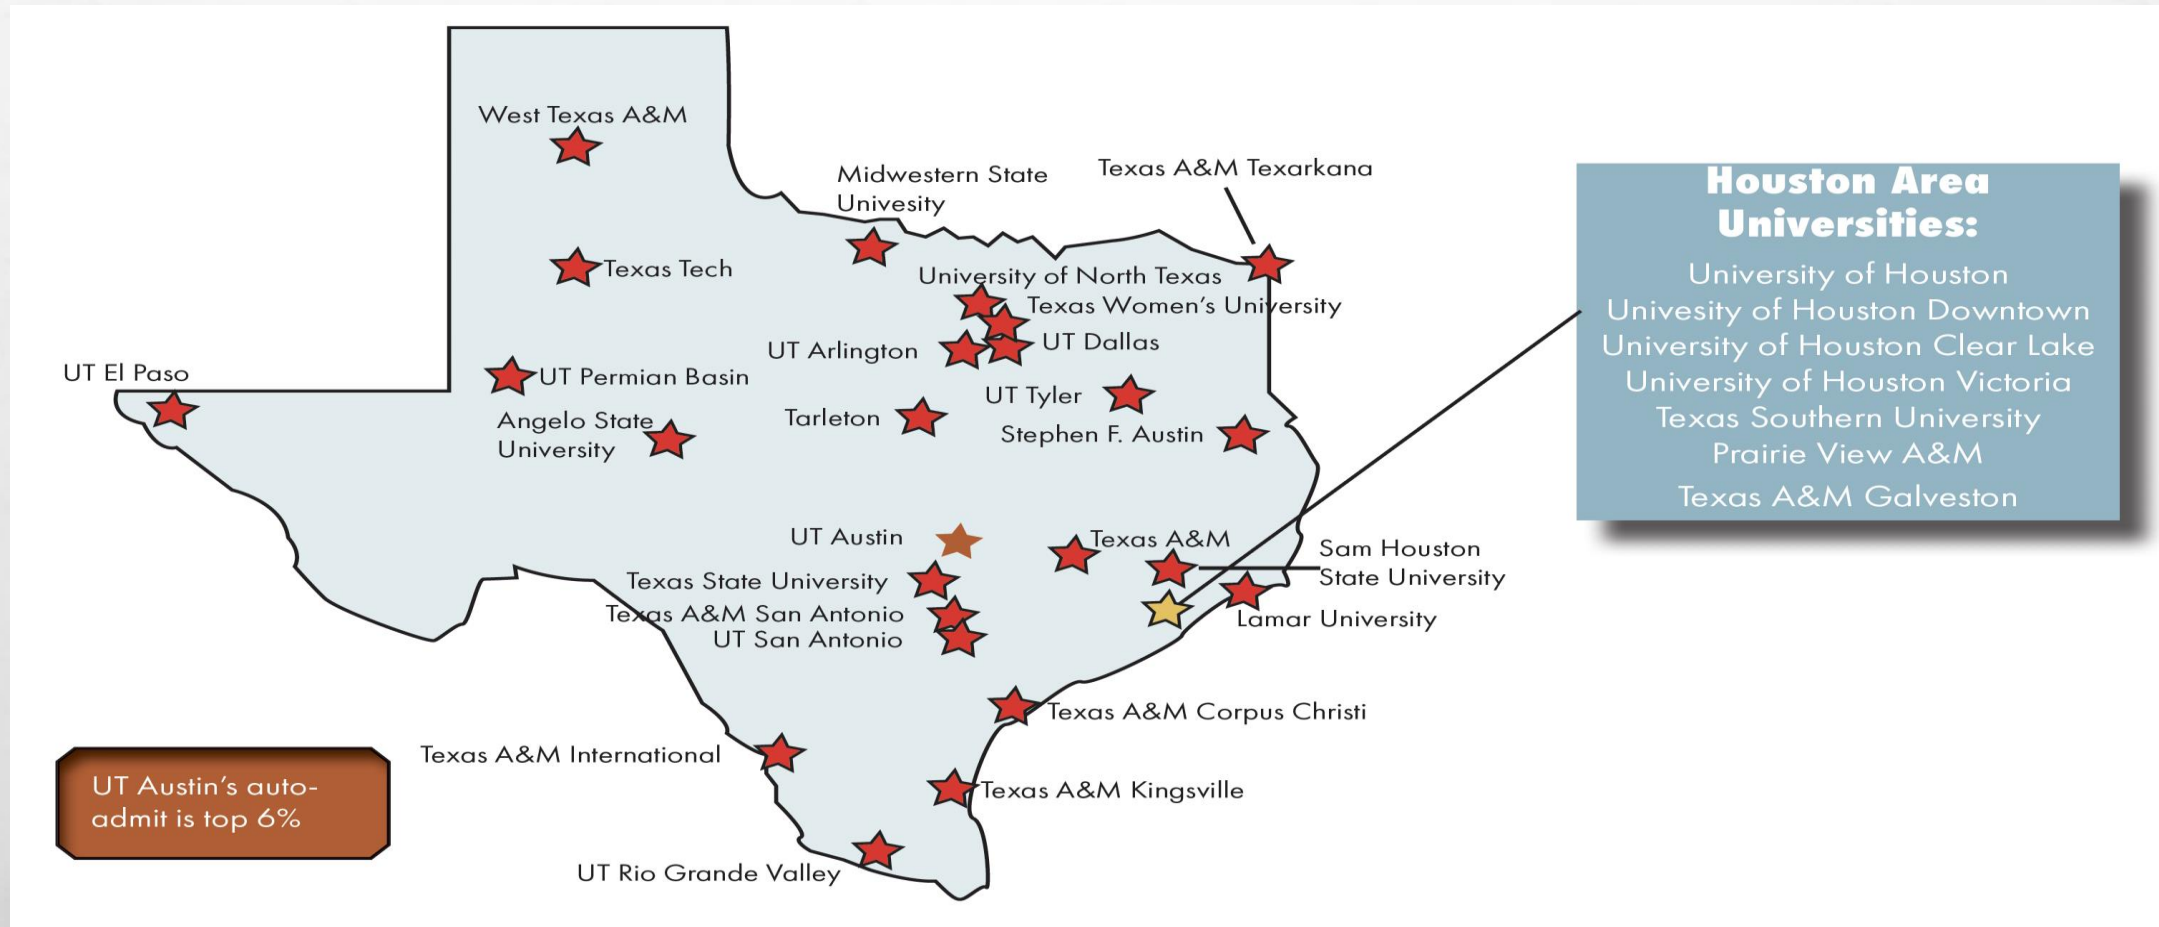 West Texas A&M
Midwestern State
Univesity
Texas A&M Texarkana
Texas Tech
University of North Texas
Texas Women's University
UT Arlington
UT Dallas
UT El Paso
UT Permian Basin
UT Tyler
Angelo State
University
Tarleton
Stephen F. Austin
UT Austin
Texas A&M
Sam Houston
State University
Texas State University
Texas A&M San Antonio
UT San Antonio
Lamar University
Texas A&M Corpus Christi
Texas A&M International
Texas A&M Kingsville
UT Rio Grande Valley
Houston Area
Universities:
University of Houston
Univesity of Houston Downtown
University of Houston Clear Lake
University of Houston Victoria
Texas Southern University
Prairie View A&M
Texas A&M Galveston
UT Austin's auto-
admit is top 6%